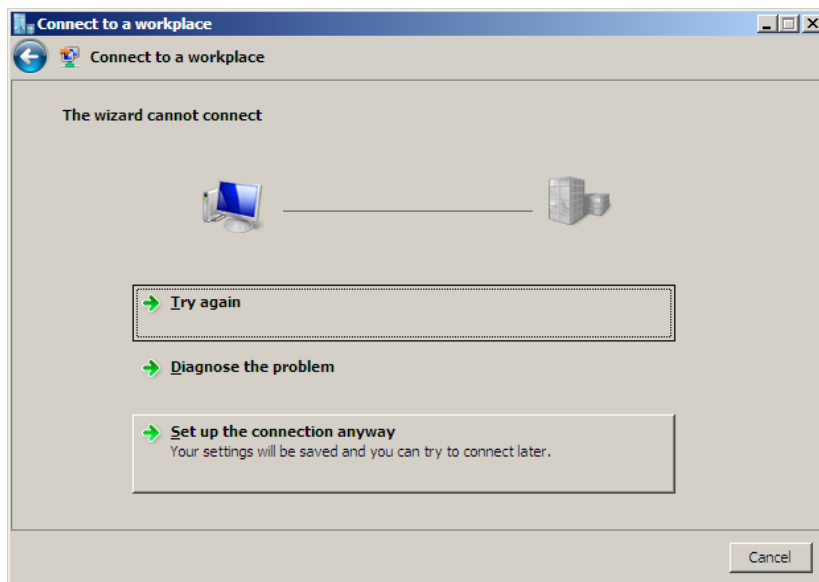 Connect to a workplace
Connect to a workplace
The wizard cannot connect
Try again
Diagnose the problem
Set up the connection anyway
Your settings will be saved and you can try to connect later.
Cancel